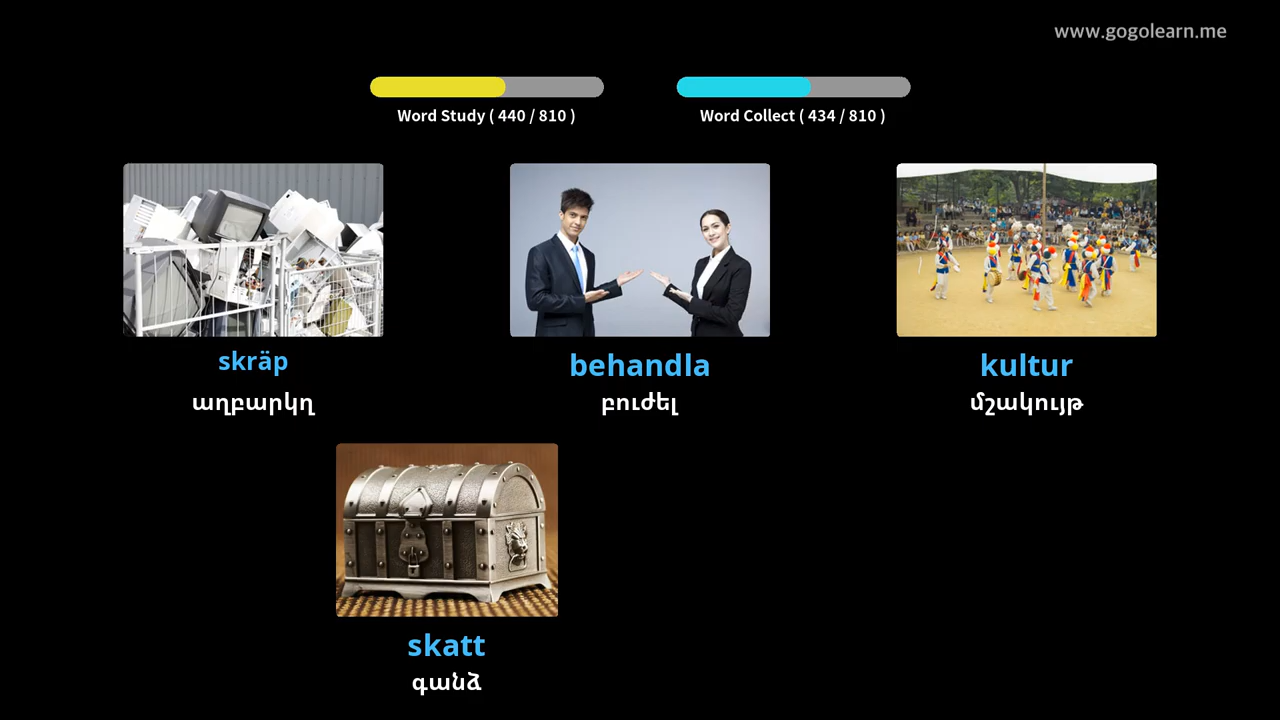 www.gogolearn.me
Word Study ( 440 / 810 )
Word Collect ( 434 / 810 )
skräp
behandla
kultur
աղբարկղ
բուժել
մշակույթ
skatt
գանձ